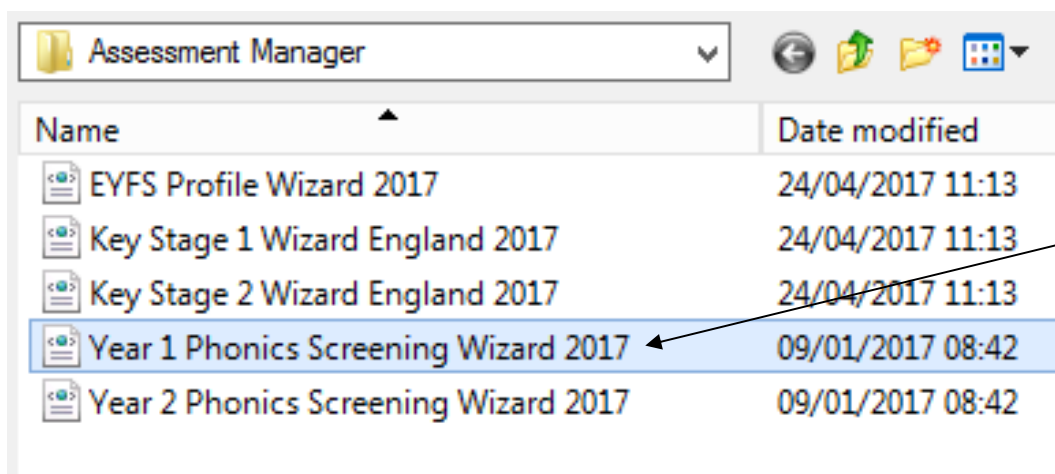 Assessment Manager
Name Date modified
EYFS Profile Wizard 2017 24/04/2017 11:13
Key Stage 1 Wizard England 2017 24/04/2017 11:13
Key Stage 2 Wizard England 2017 24/04/2017 11:13
Year 1 Phonics Screening Wizard 2017 09/01/2017 08:42
Year 2 Phonics Screening Wizard 2017 09/01/2017 08:42